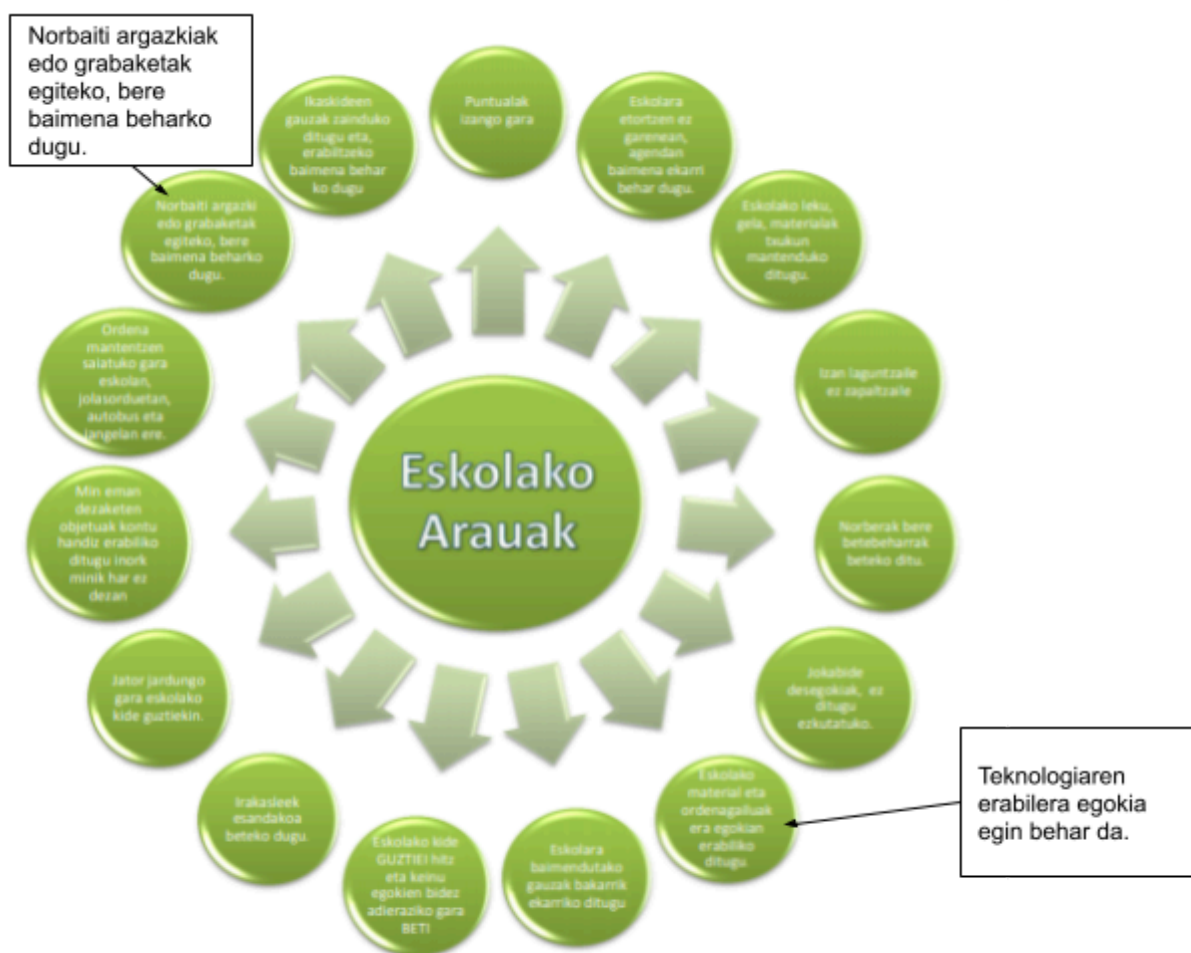 Norbaiti argazkiak
edo grabaketak
egiteko, bere
baimena beharko
dugu.
Puntualak
izango gara
Eskolara
etortzen ez
garenean,
agendan
baimena ekarri
behar dugu.
Eskolako leku,
gela, materialak
txukun
mantenduko
ditugu.
Izan laguntzaile
ez zapaltzaile
Norberak bere
betebeharrak
beteko ditu.
Jokabide
desegokiak, ez
ditugu
ezkutatuko.
Eskolako
material eta
ordenagailuak
era egokian
erabiliko
ditugu
Teknologiaren
erabilera egokia
egin behar da.
Eskolara
baimendutako
gauzak bakarrik
ekarriko ditugu
Eskolako kide
GUZTIEI hitz
eta keinu
egokien bidez
adieraziko gara
BETI
Irakasleek
esandakoa
beteko dugu.
Jator jardungo
gara eskolako
kide guztiekin.
Min eman
dezaketen
objetuak kontu
handiz erabiliko
ditugu inork
minik har ez
dezan
Ordena
mantentzen
saiatuko gara
eskolan,
jolasorduetan,
autobus eta
jangelan ere.
Norbaiti argazki
edo grabaketak
egiteko, bere
baimena beharko
dugu.
Ikaskideen
gauzak zainduko
ditugu eta,
erabiltzeko
baimena behar
ko dugu
Eskolako
Arauak